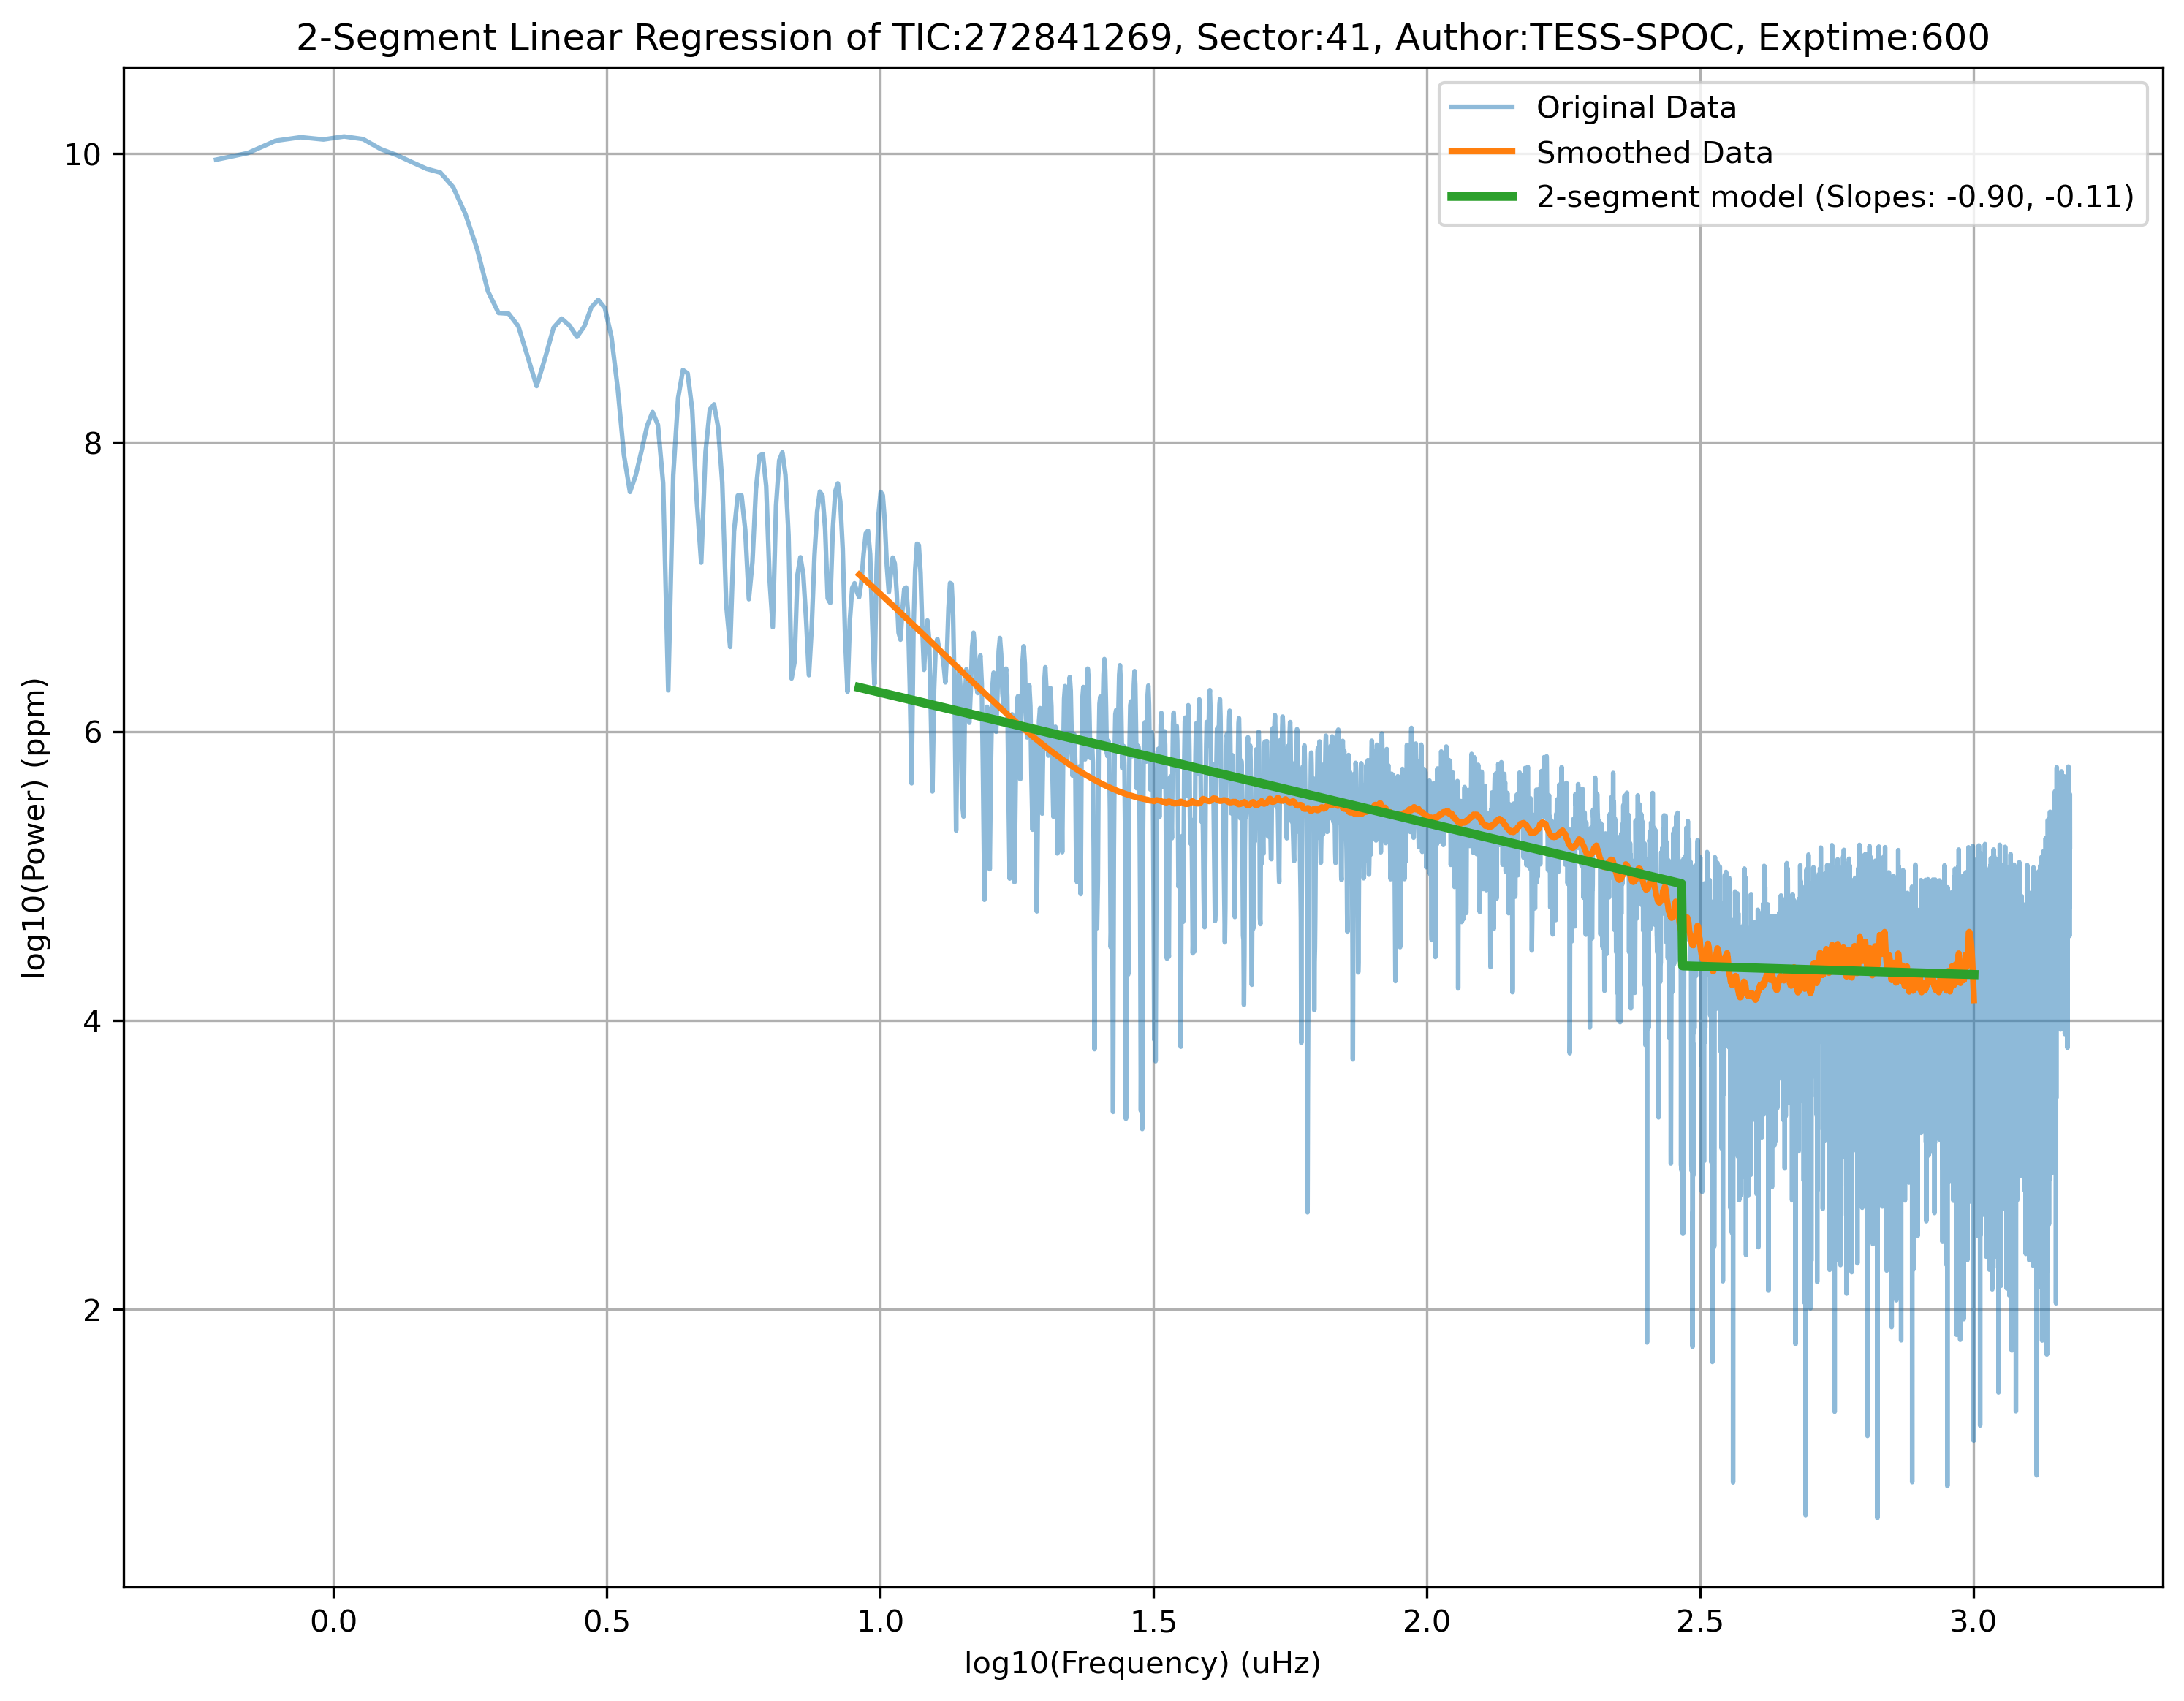 2-Segment Linear Regression of TIC:272841269, Sector:41, Author:TESS-SPOC, Exptime:600
Original Data
Smoothed Data
2-segment model (Slopes: -0.90, -0.11)
log10(Power) (ppm)
10
8
6
4
2
0.0 0.5 1.0 1.5 2.0 2.5 3.0
log10(Frequency) (uHz)